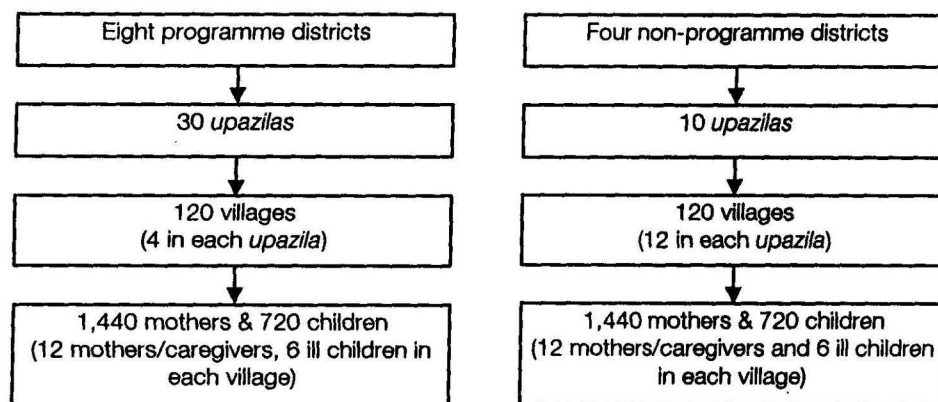 Eight programme districts
30 upazilas
120 villages
(4 in each upazila)
1,440 mothers & 720 children
(12 mothers/caregivers, 6 ill children in
each village)
Four non-programme districts
10 upazilas
120 villages
(12 in each upazila)
1,440 mothers & 720 children
(12 mothers/caregivers and 6 ill children
in each village)